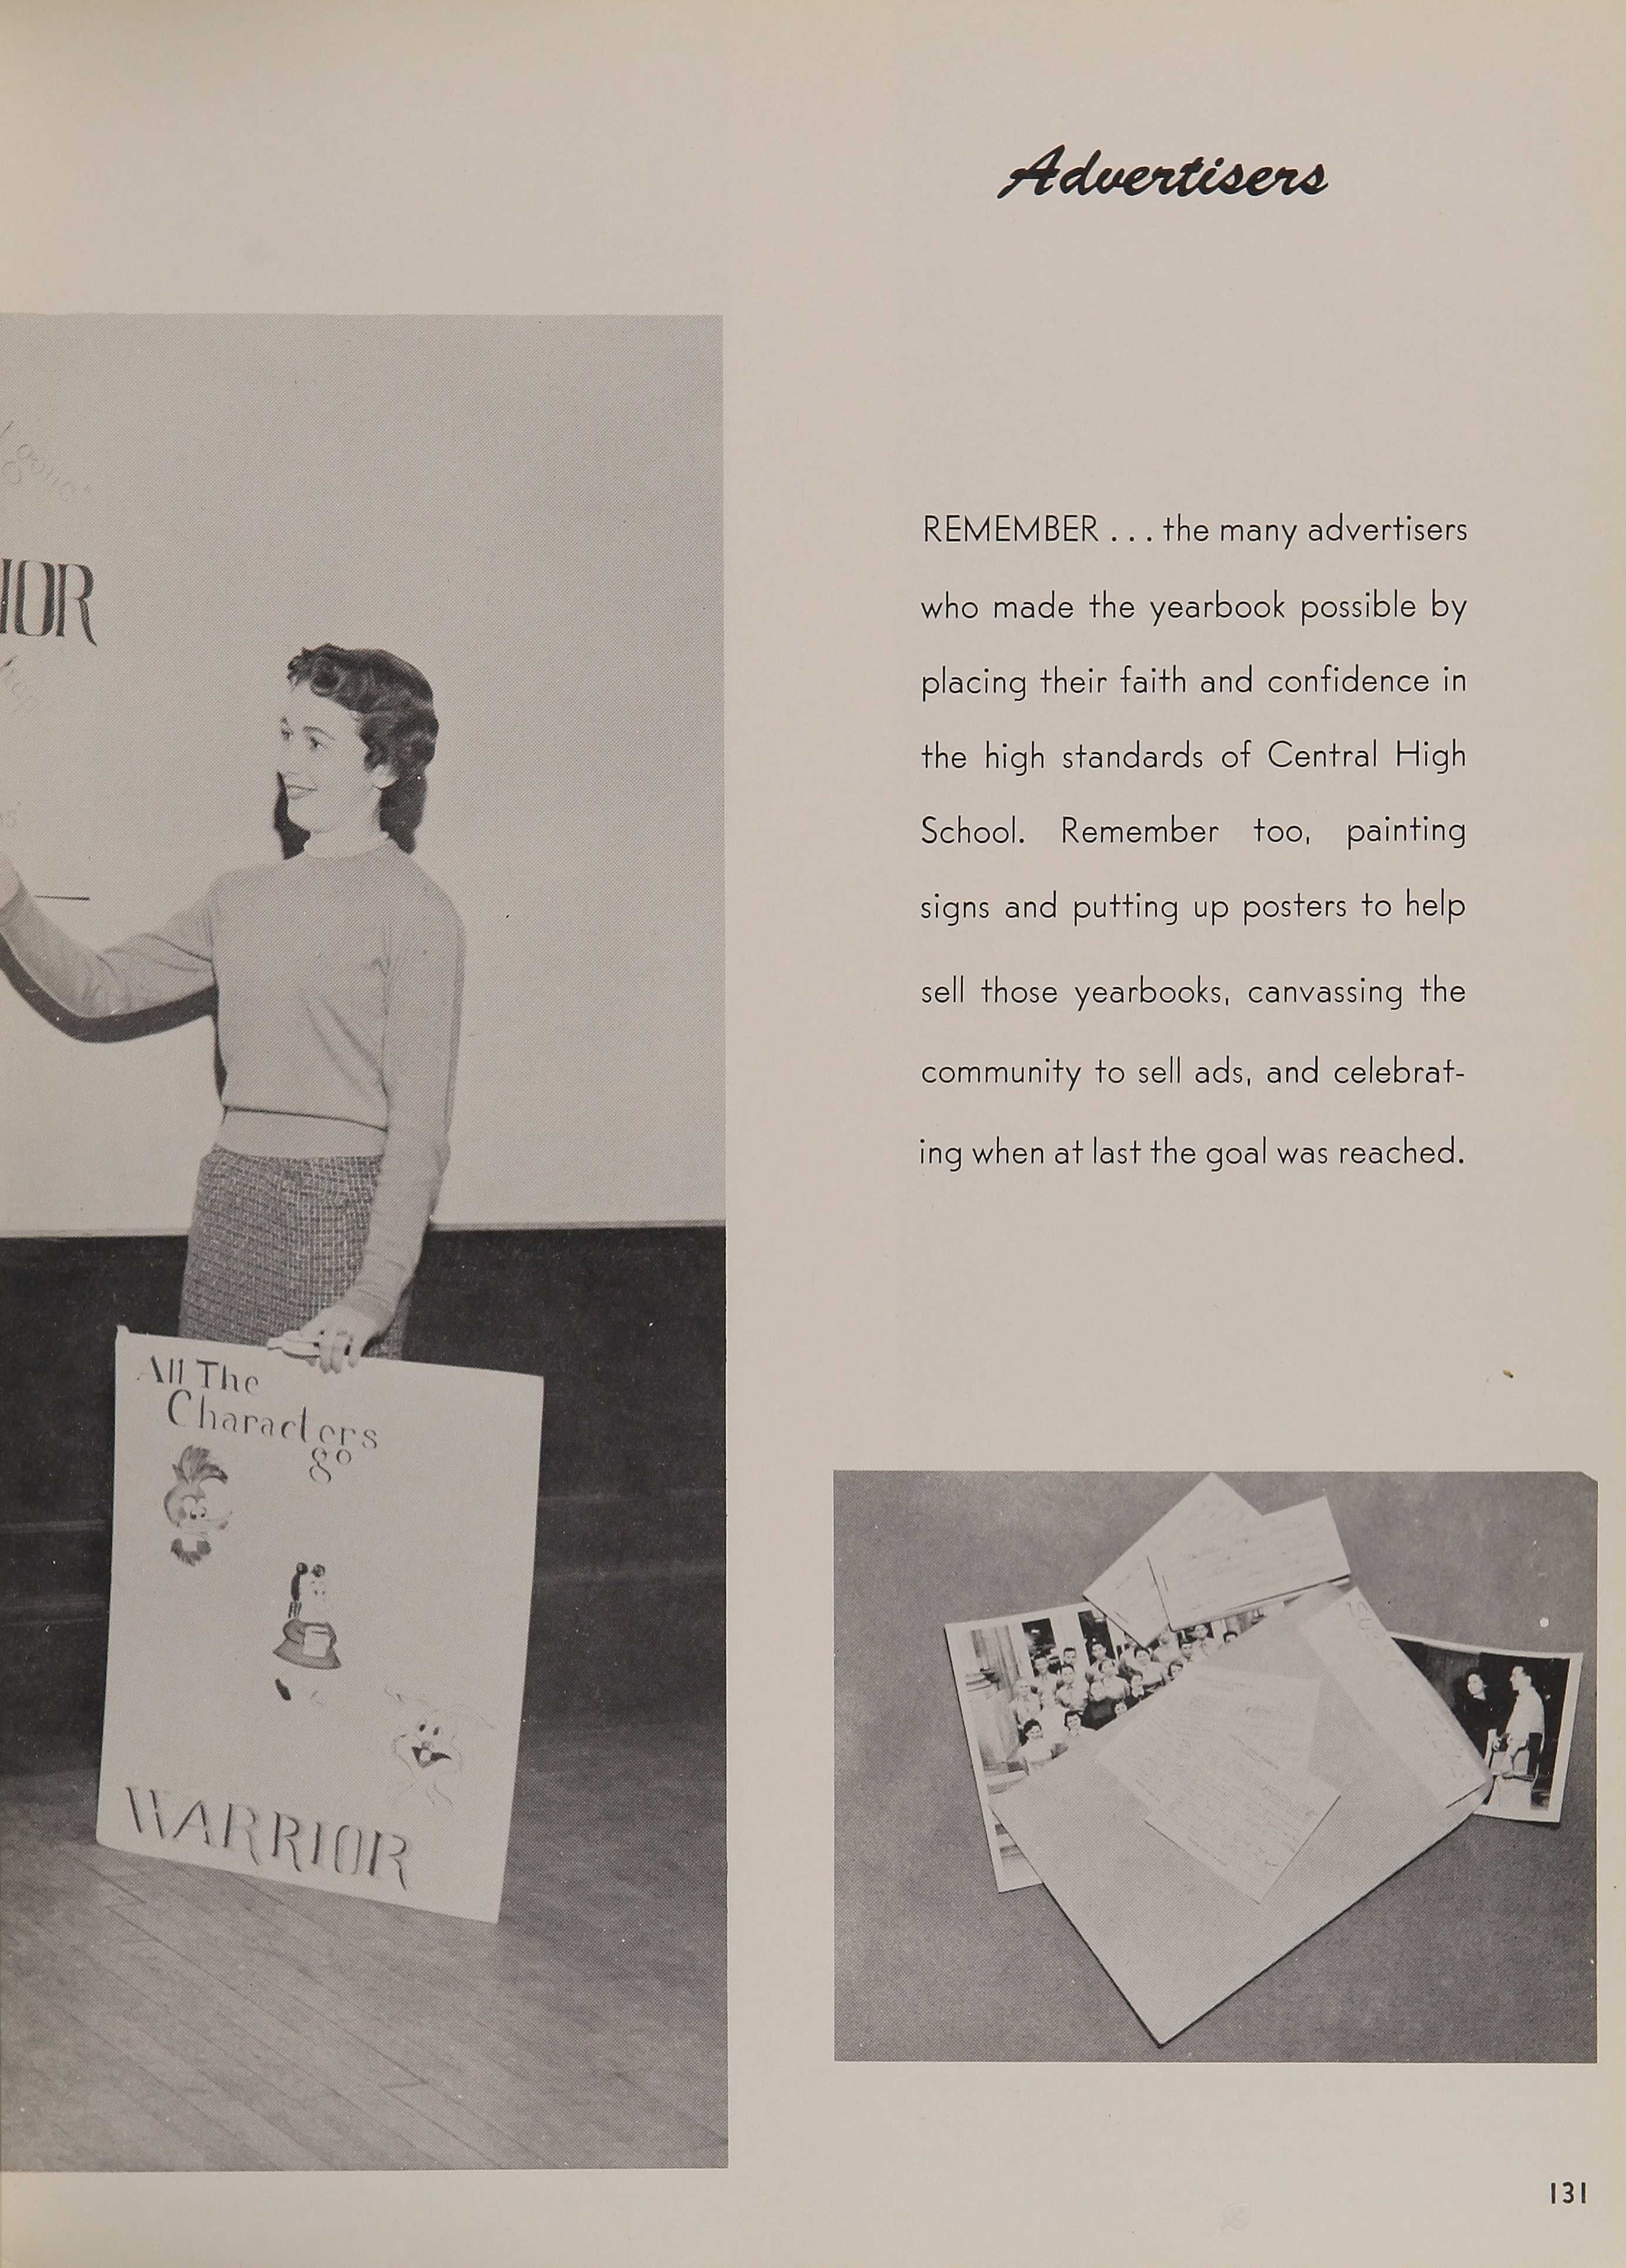 Advertisers
IOR
REMEMBER . . . the many advertisers
who made the yearbook possible by
placing their faith and confidence in
the high standards of Central High
School. Remember too, painting
signs and putting up posters to help
sell those yearbooks, canvassing the
community to sell ads, and celebrat-
ing when at last the goal was reached.
All The
Characters
go
WARRIOR
131